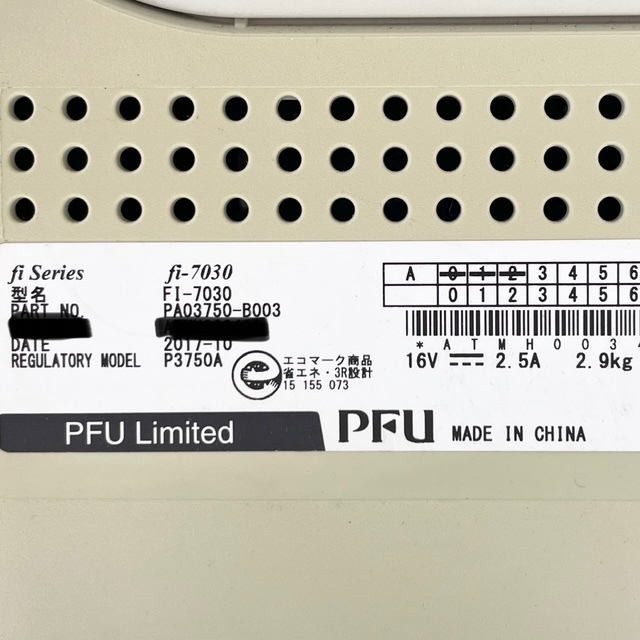 fi Series fi-7030
型名 FI-7030
PART NO. PA03750-B003
DATE 2017-10
REGULATORY MODEL P3750A
エコマーク商品
省エネ・3R設計
15 155 073
A 0 1 2 3 4 5 6
0 1 2 3 4 5 6
*ATMH0034
16V 2.5A 2.9kg
PFU Limited PFU MADE IN CHINA